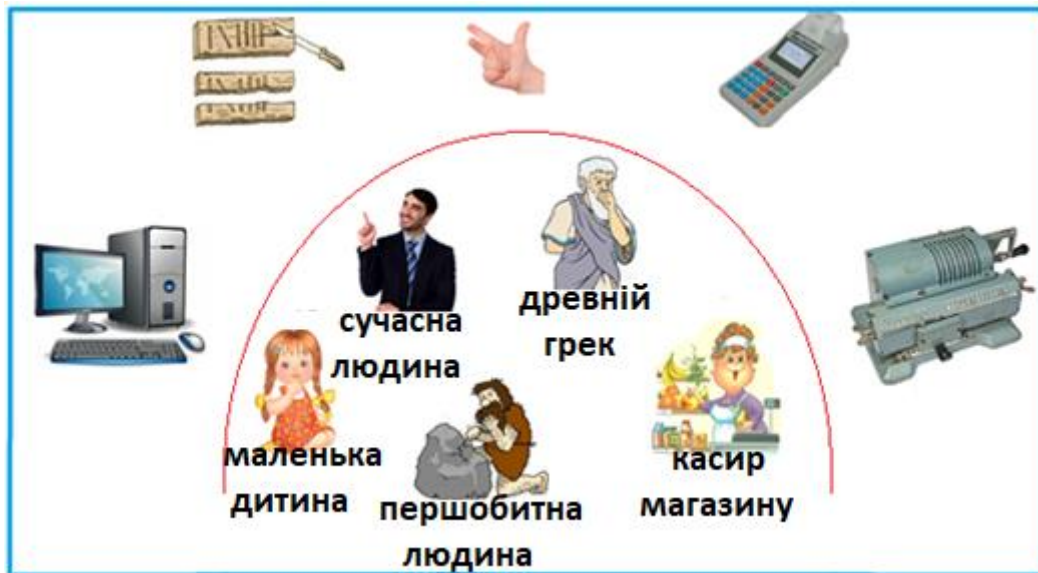 сучасна
людина
древній
грек
маленька
дитина
першобитна
людина
касир
магазину